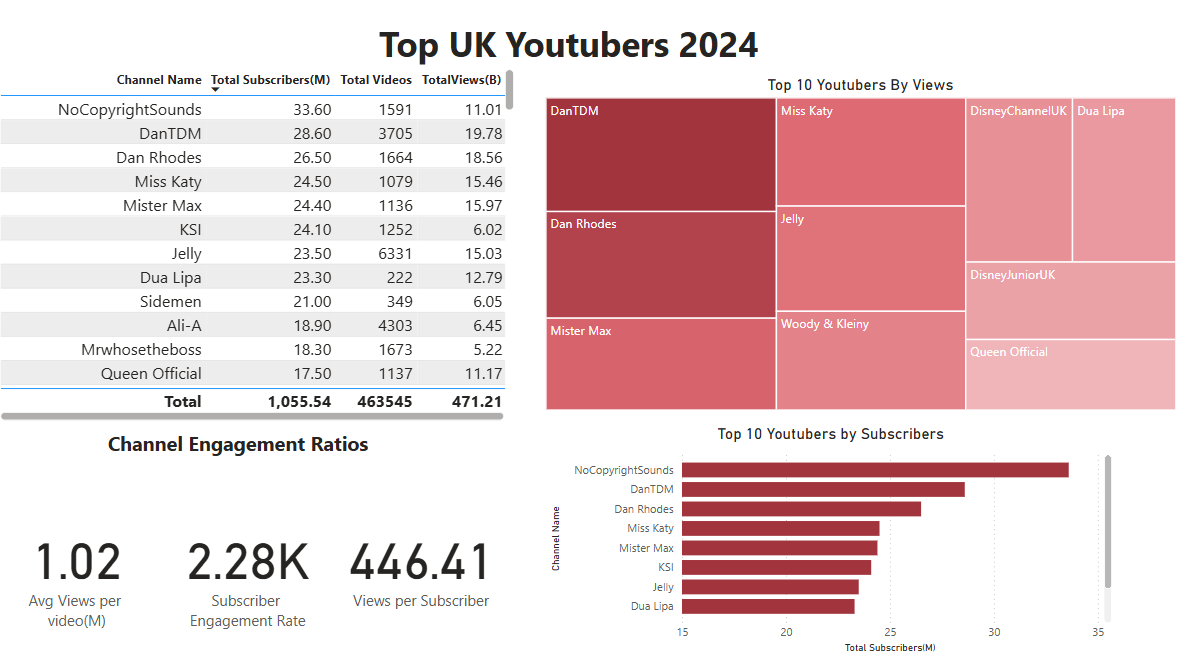 Top UK Youtubers 2024
Channel Name Total Subscribers(M) Total Videos TotalViews(B)
NoCopyrightSounds 33.60 1591 11.01
DanTDM 28.60 3705 19.78
Dan Rhodes 26.50 1664 18.56
Miss Katy 24.50 1079 15.46
Mister Max 24.40 1136 15.97
KSI 24.10 1252 6.02
Jelly 23.50 6331 15.03
Dua Lipa 23.30 222 12.79
Sidemen 21.00 349 6.05
Ali-A 18.90 4303 6.45
Mrwhosetheboss 18.30 1673 5.22
Queen Official 17.50 1137 11.17
Total 1,055.54 463545 471.21
Top 10 Youtubers By Views
DanTDM
Dan Rhodes
Mister Max
Miss Katy
Jelly
Woody & Kleiny
DisneyChannelUK
Dua Lipa
DisneyJuniorUK
Queen Official
Channel Engagement Ratios
1.02
Avg Views per
video(M)
2.28K
Subscriber
Engagement Rate
446.41
Views per Subscriber
Top 10 Youtubers by Subscribers
Channel Name
NoCopyrightSounds
DanTDM
Dan Rhodes
Miss Katy
Mister Max
KSI
Jelly
Dua Lipa
15 20 25 30 35
Total Subscribers(M)